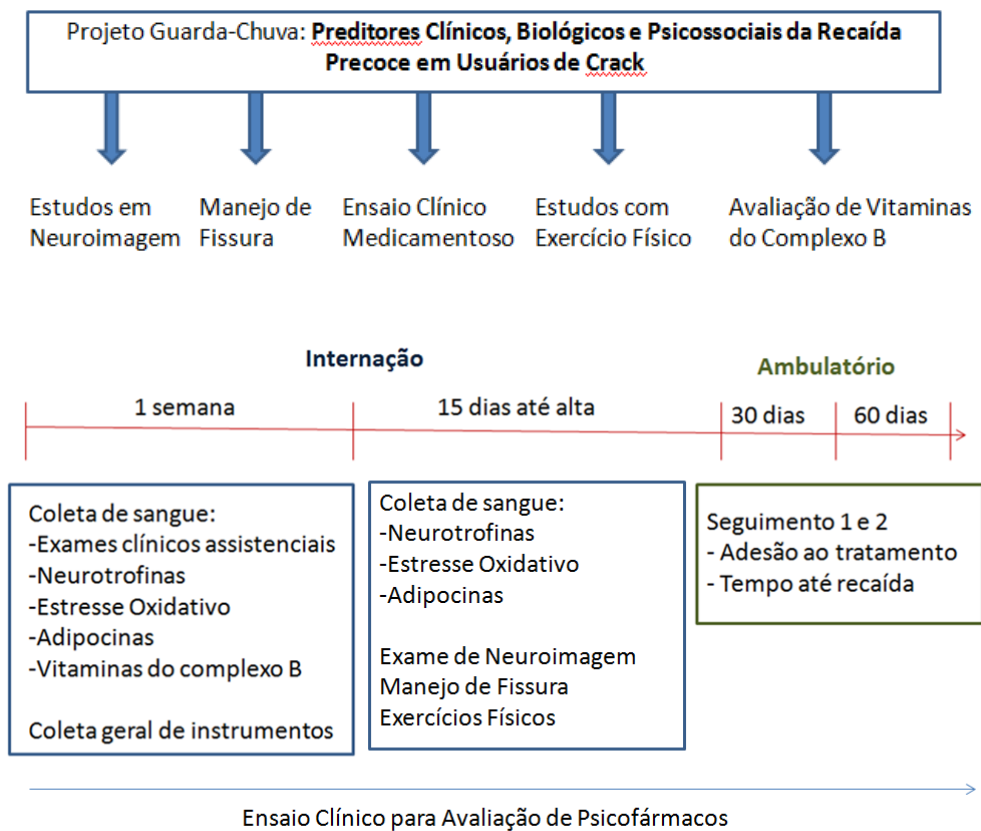 Projeto Guarda-Chuva: Preditores Clínicos, Biológicos e Psicossociais da Recaída
Precoce em Usuários de Crack
Estudos em
Neuroimagem
Manejo de
Fissura
Ensaio Clínico
Medicamentoso
Estudos com
Exercício Físico
Avaliação de Vitaminas
do Complexo B
Internação
Ambulatório
1 semana
15 dias até alta
30 dias
60 dias
Coleta de sangue:
-Exames clínicos assistenciais
-Neurotrofinas
-Estresse Oxidativo
-Adipocinas
-Vitaminas do complexo B
Coleta geral de instrumentos
Coleta de sangue:
-Neurotrofinas
-Estresse Oxidativo
-Adipocinas
Exame de Neuroimagem
Manejo de Fissura
Exercícios Físicos
Seguimento 1 e 2
- Adesão ao tratamento
- Tempo até recaída
Ensaio Clínico para Avaliação de Psicofármacos